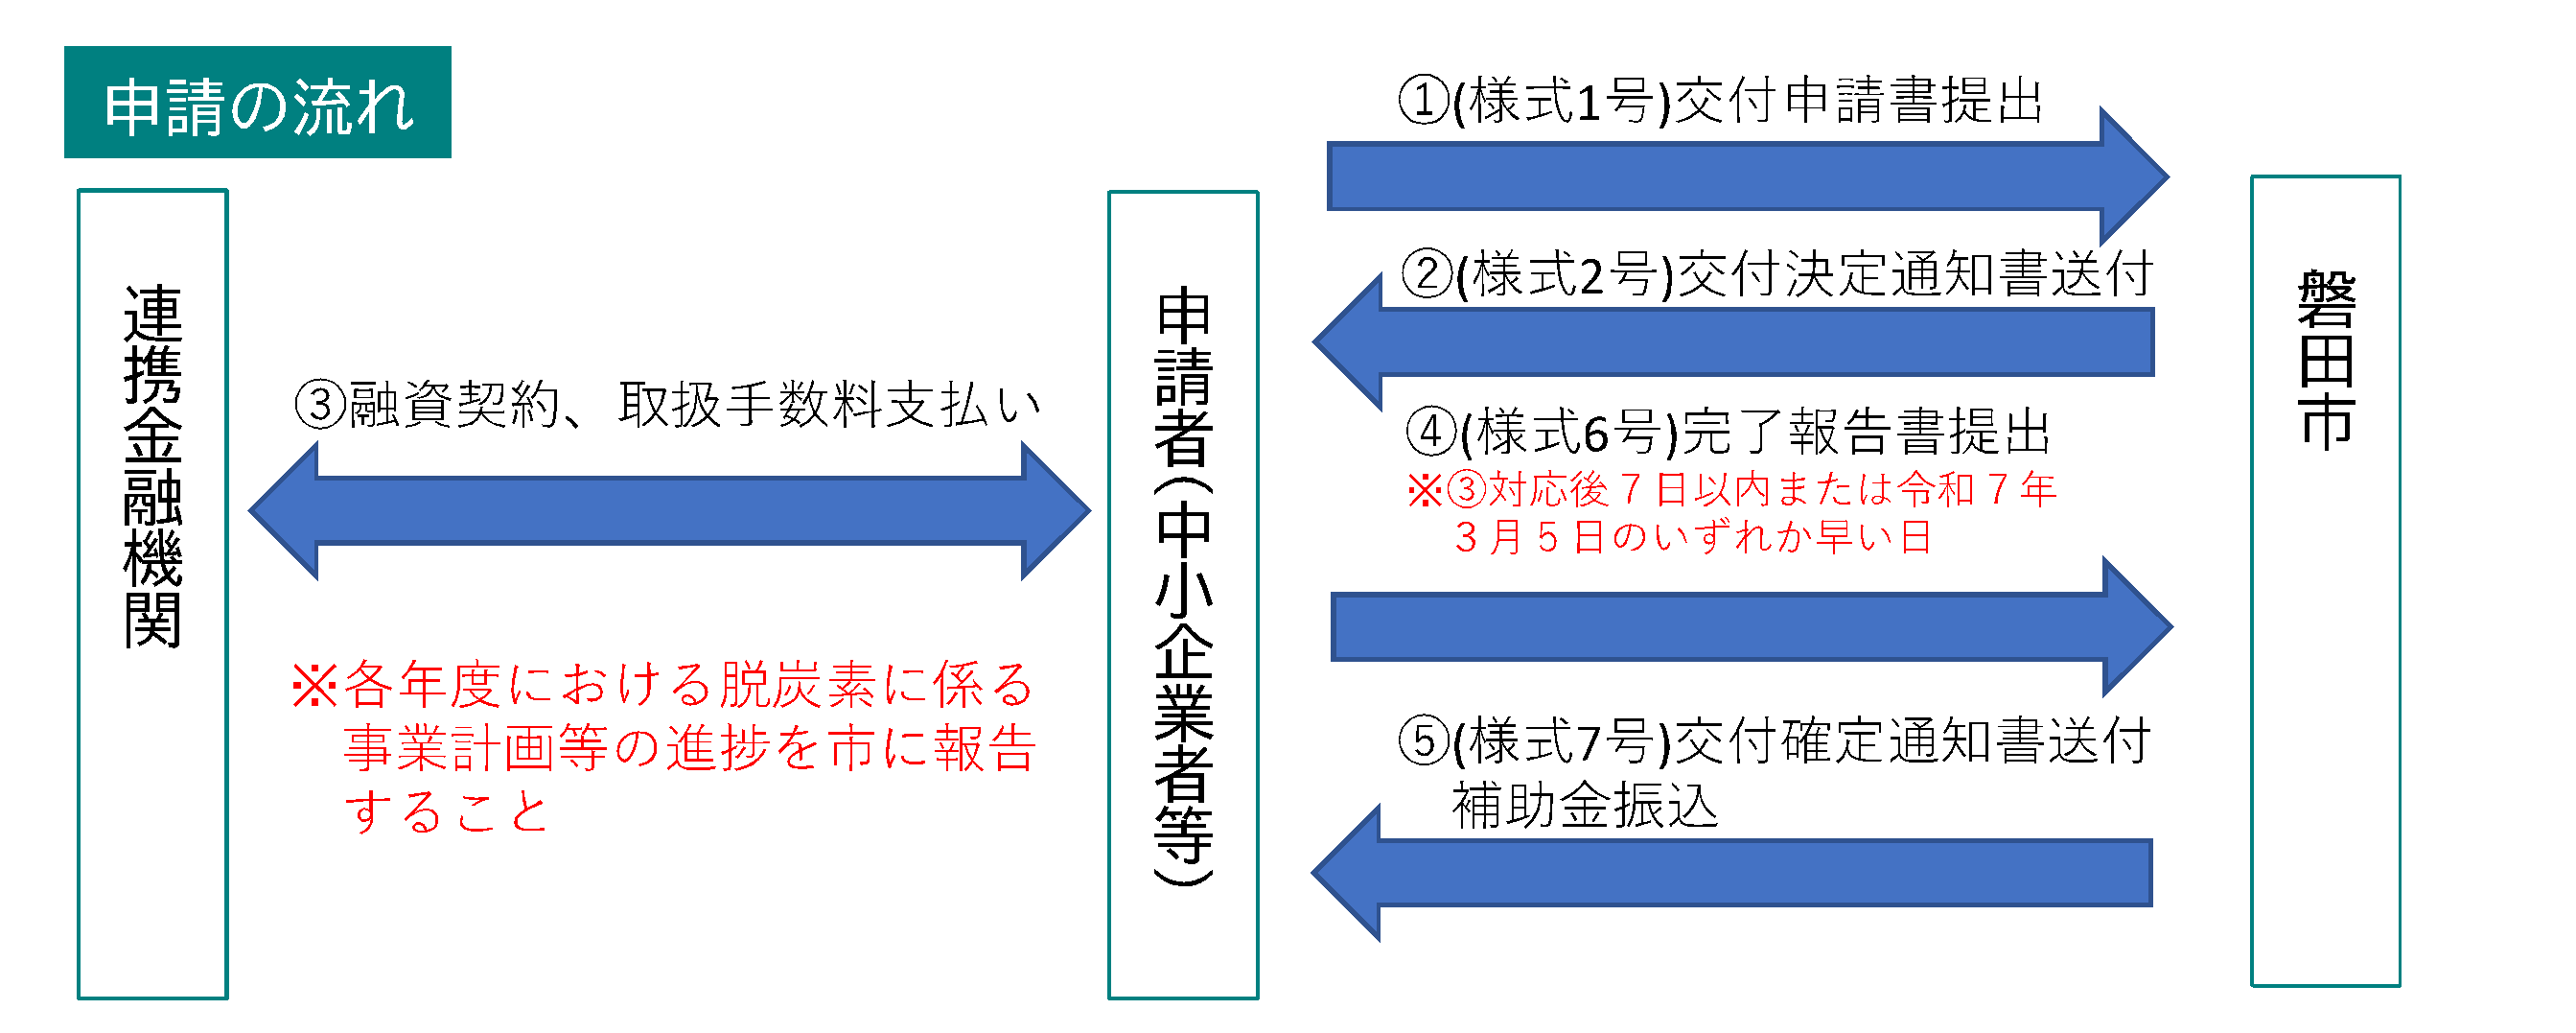 申請の流れ
連携金融機関
③融資契約、取扱手数料支払い
※各年度における脱炭素に係る
事業計画等の進捗を市に報告
すること
申請者(中小企業者等)
①(様式1号)交付申請書提出
②(様式2号)交付決定通知書送付
④(様式6号)完了報告書提出
※③対応後７日以内または令和７年
３月５日のいずれか早い日
⑤(様式7号)交付確定通知書送付
補助金振込
磐田市